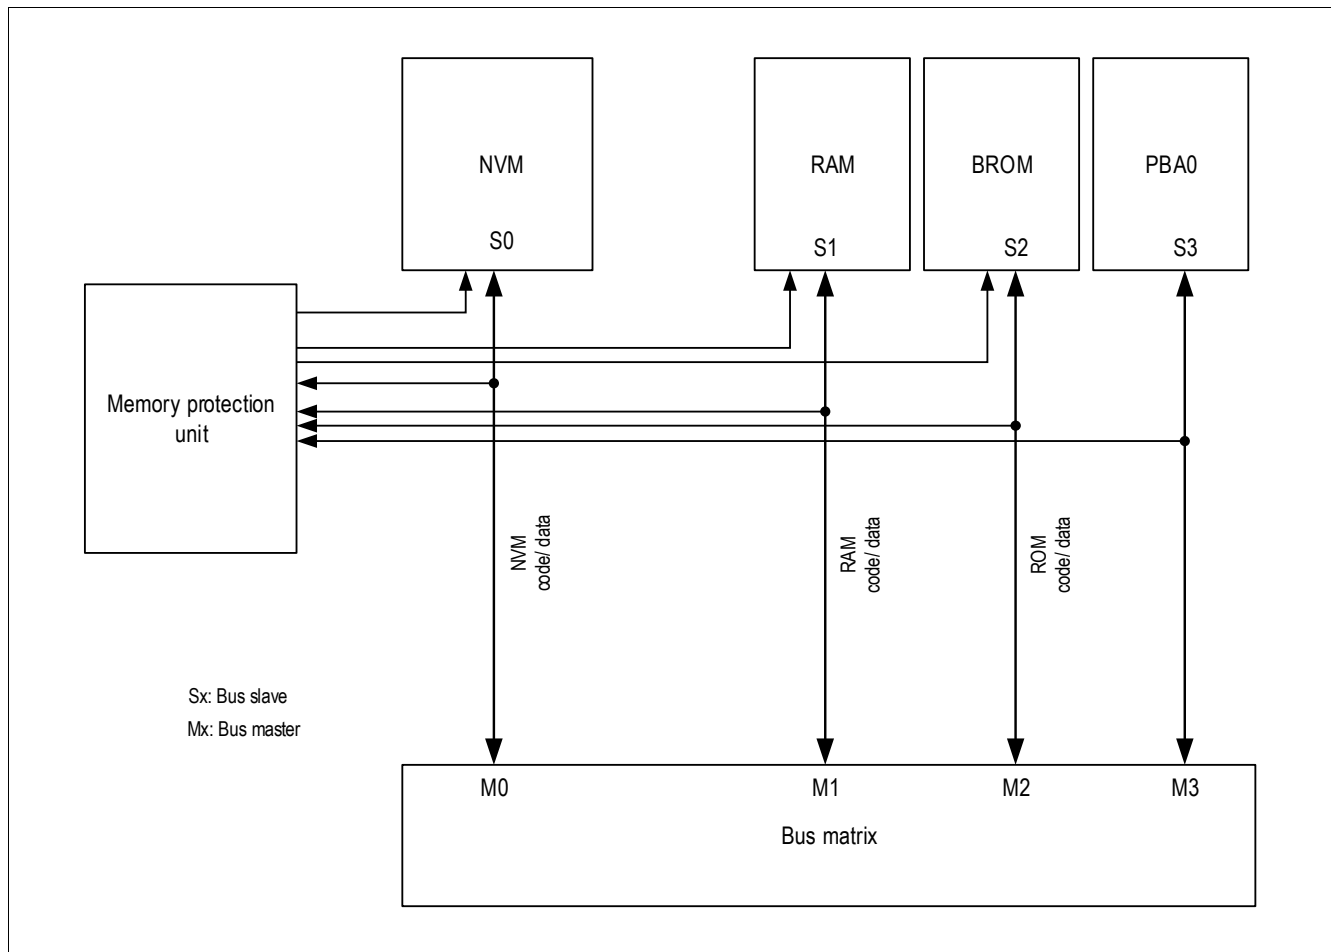 NVM
RAM
BROM
PBA0
S0
S1
S2
S3
Memory protection
unit
NVM
code/ data
RAM
code/ data
ROM
code/ data
Sx: Bus slave
Mx: Bus master
M0
M1
M2
M3
Bus matrix